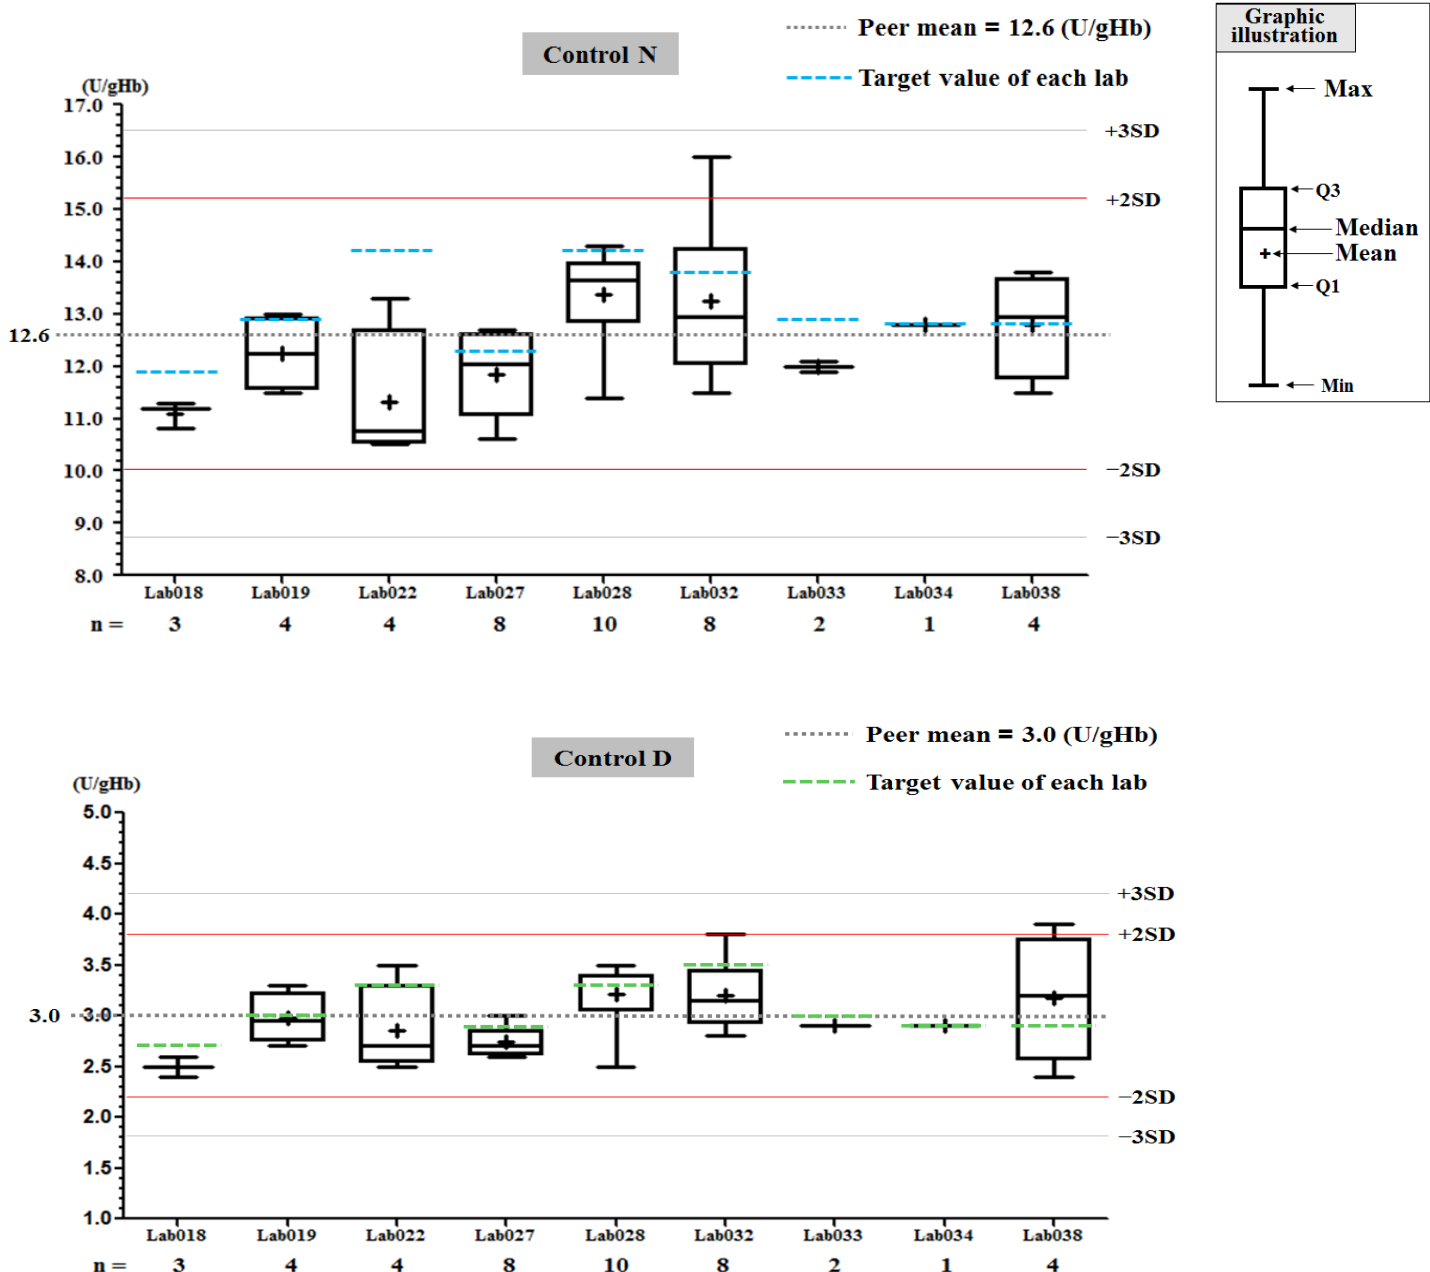 Peer mean = 12.6 (U/gHb)
Control N
Target value of each lab
(U/gHb)
17.0
16.0
15.0
14.0
13.0
12.6
12.0
11.0
10.0
9.0
8.0
+3SD
+2SD
−2SD
−3SD
Lab018 Lab019 Lab022 Lab027 Lab028 Lab032 Lab033 Lab034 Lab038
n = 3 4 4 8 10 8 2 1 4
Graphic
illustration
Max
Q3
Median
Mean
Q1
Min
Peer mean = 3.0 (U/gHb)
Control D
Target value of each lab
(U/gHb)
5.0
4.5
4.0
3.5
3.0 3.0
2.5
2.0
1.5
1.0
+3SD
+2SD
−2SD
−3SD
Lab018 Lab019 Lab022 Lab027 Lab028 Lab032 Lab033 Lab034 Lab038
n = 3 4 4 8 10 8 2 1 4